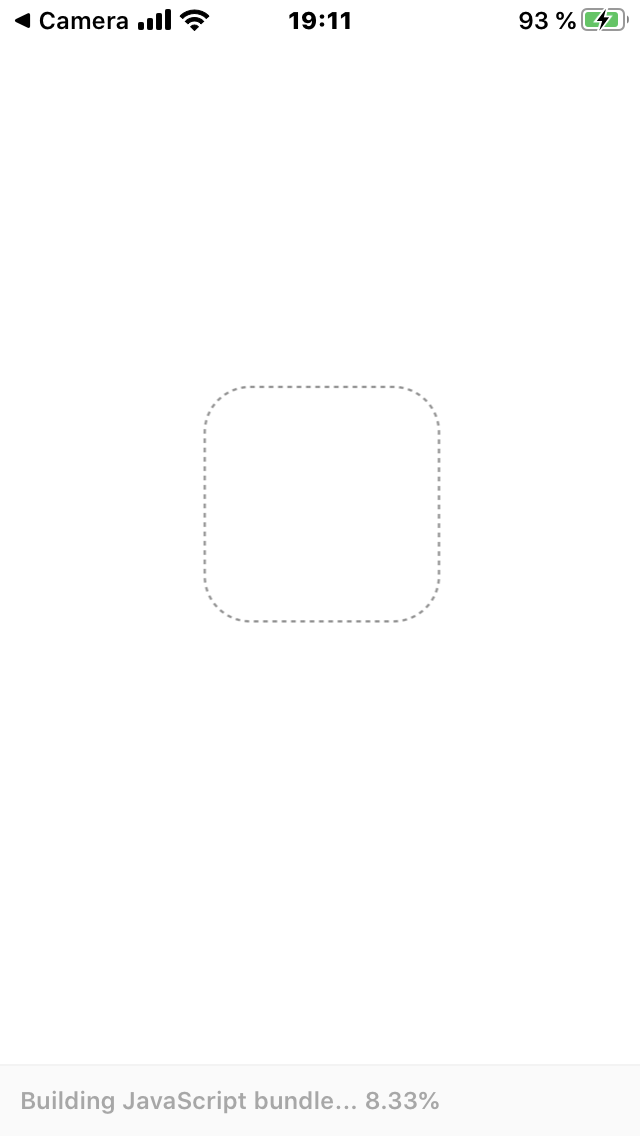 ◀ Camera 19:11 93 %
Building JavaScript bundle... 8.33%